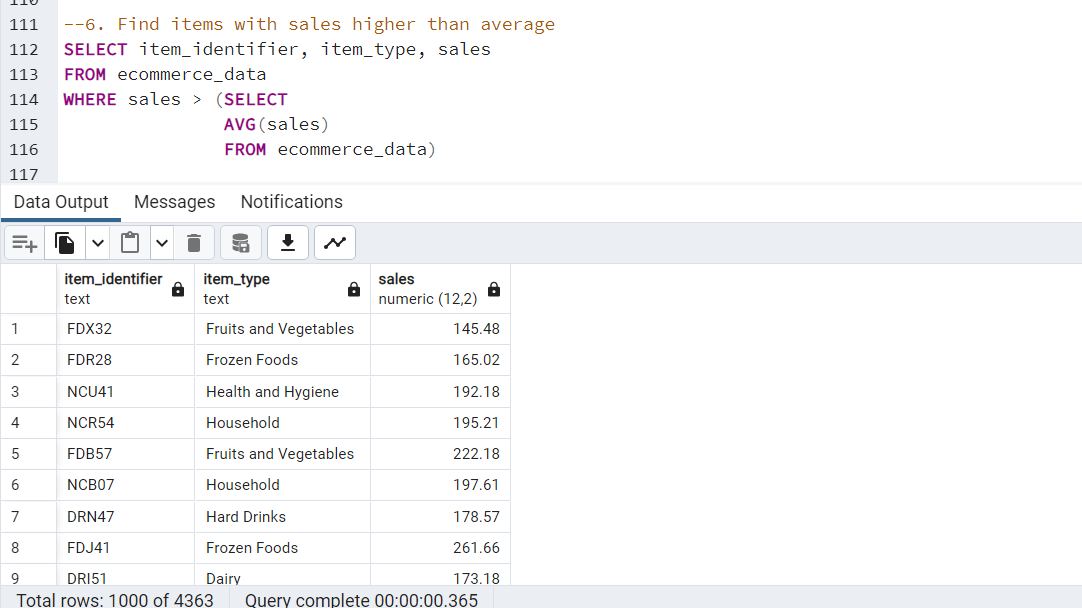 110
111 --6. Find items with sales higher than average
112 SELECT item_identifier, item_type, sales
113 FROM ecommerce_data
114 WHERE sales > (SELECT
115 AVG(sales)
116 FROM ecommerce_data)
117
Data Output Messages Notifications
item_identifier item_type sales
text text numeric (12,2)
1 FDX32 Fruits and Vegetables 145.48
2 FDR28 Frozen Foods 165.02
3 NCU41 Health and Hygiene 192.18
4 NCR54 Household 195.21
5 FDB57 Fruits and Vegetables 222.18
6 NCB07 Household 197.61
7 DRN47 Hard Drinks 178.57
8 FDJ41 Frozen Foods 261.66
9 DRI51 Dairy 173.18
Total rows: 1000 of 4363 Query complete 00:00:00.365